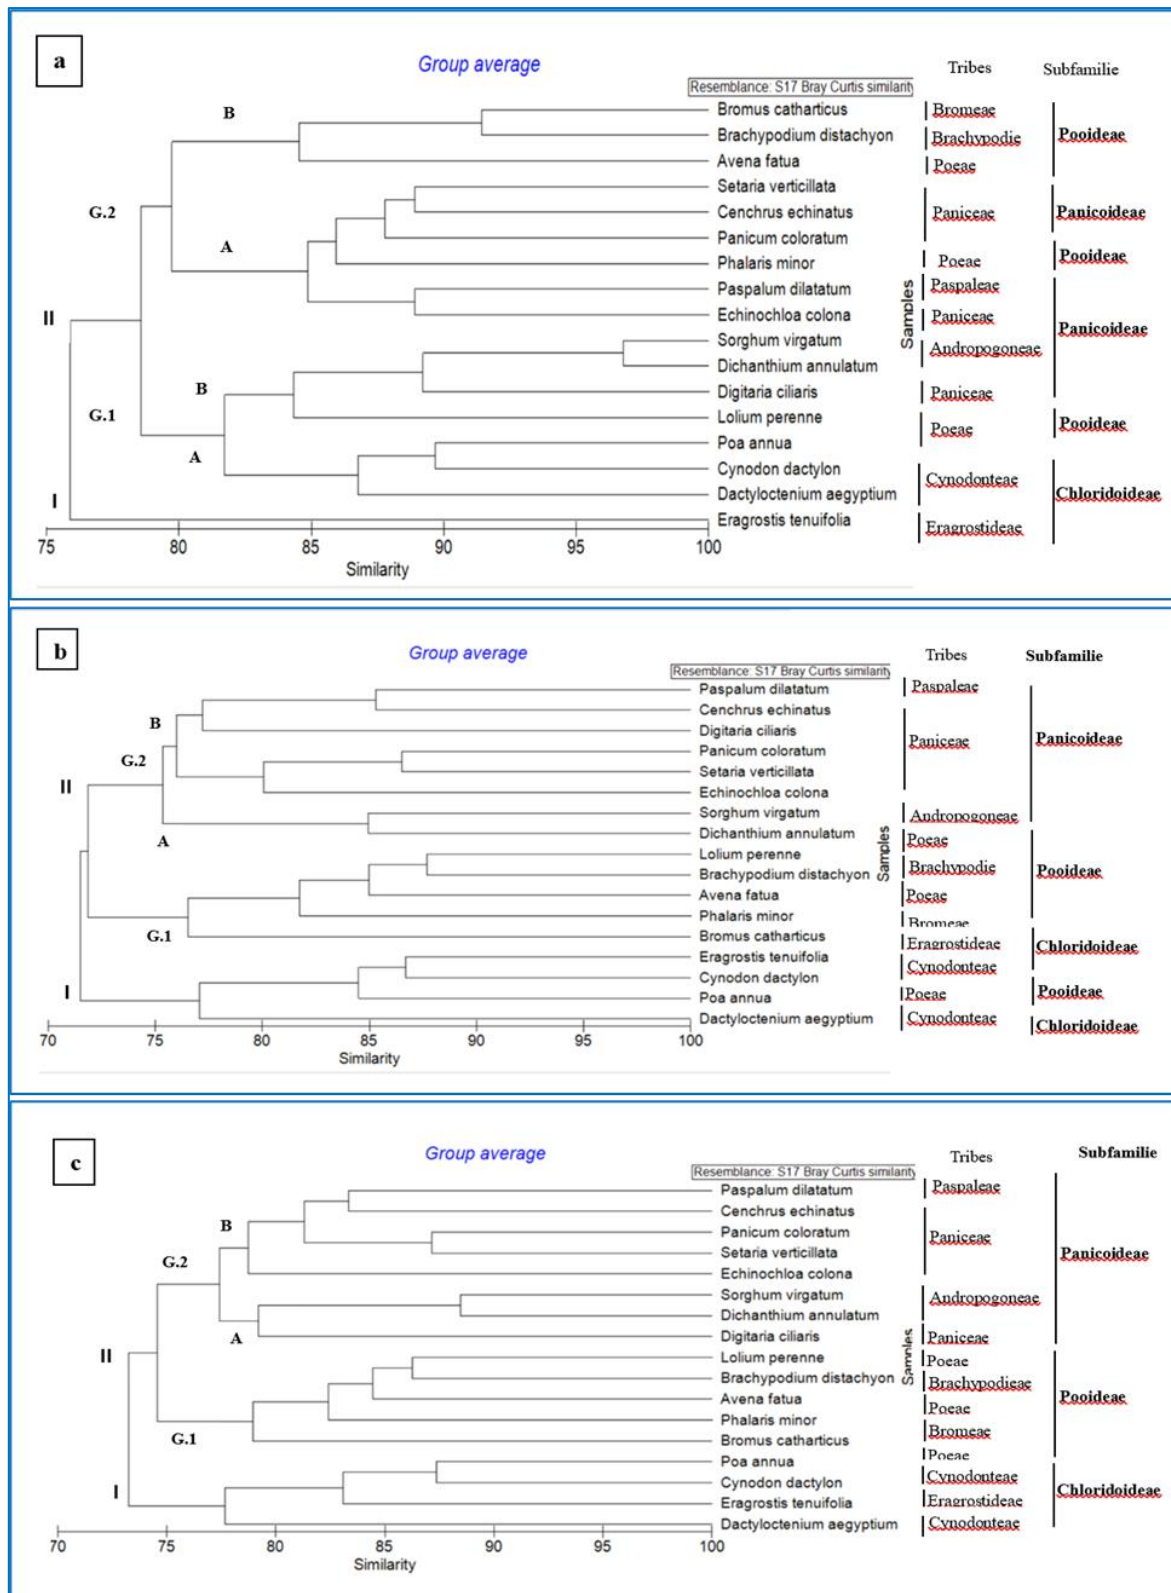 a
Group average
Tribes Subfamilie
Resemblance: S17 Bray Curtis similarity
B
Bromus catharticus Bromeae
Brachypodium distachyon Brachypodie Pooideae
Avena fatua Poeae
Setaria verticillata
G.2
Cenchrus echinatus Paniceae Panicoideae
Panicum coloratum
A
Phalaris minor Poeae Pooideae
Paspalum dilatatum Paspaleae
Samples
Echinochloa colona Paniceae
II
Panicoideae
Sorghum virgatum
Andropogoneae
Dichanthium annulatum
B
Digitaria ciliaris Paniceae
G.1
Lolium perenne Poeae Pooideae
Poa annua
A
Cynodon dactylon Cynodonteae
Dactyloctenium aegyptium Chloridoideae
I
Eragrostis tenuifolia Eragrostideae
75 80 85 90 95 100
Similarity
b
Group average
Tribes Subfamilie
Resemblance: S17 Bray Curtis similarity
Paspalum dilatatum Paspaleae
Cenchrus echinatus
B
Digitaria ciliaris
Paniceae Panicoideae
Panicum coloratum
G.2
Setaria verticillata
II
Echinochloa colona
Sorghum virgatum Andropogoneae
Dichanthium annulatum Poeae
A
Samples
Lolium perenne
Brachypodium distachyon Brachypodie Pooideae
Avena fatua Poeae
Phalaris minor Bromeae
G.1
Bromus catharticus Eragrostideae Chloridoideae
Eragrostis tenuifolia Cynodonteae
Cynodon dactylon
I
Poa annua Poeae Pooideae
Dactyloctenium aegyptium Cynodonteae Chloridoideae
70 75 80 85 90 95 100
Similarity
c
Group average
Tribes Subfamilie
Resemblance: S17 Bray Curtis similarity
Paspalum dilatatum Paspaleae
Cenchrus echinatus
B
Panicum coloratum Paniceae
Setaria verticillata Panicoideae
G.2
Echinochloa colona
Sorghum virgatum Andropogoneae
Dichanthium annulatum
A
Digitaria ciliaris Paniceae
Samples
II
Lolium perenne Poeae
Brachypodium distachyon Brachypodieae
Pooideae
Avena fatua Poeae
Phalaris minor Bromeae
G.1
Bromus catharticus Poeae
Poa annua
Cynodon dactylon Cynodonteae
I
Chloridoideae
Eragrostis tenuifolia Eragrostideae
Dactyloctenium aegyptium Cynodonteae
70 75 80 85 90 95 100
Similarity